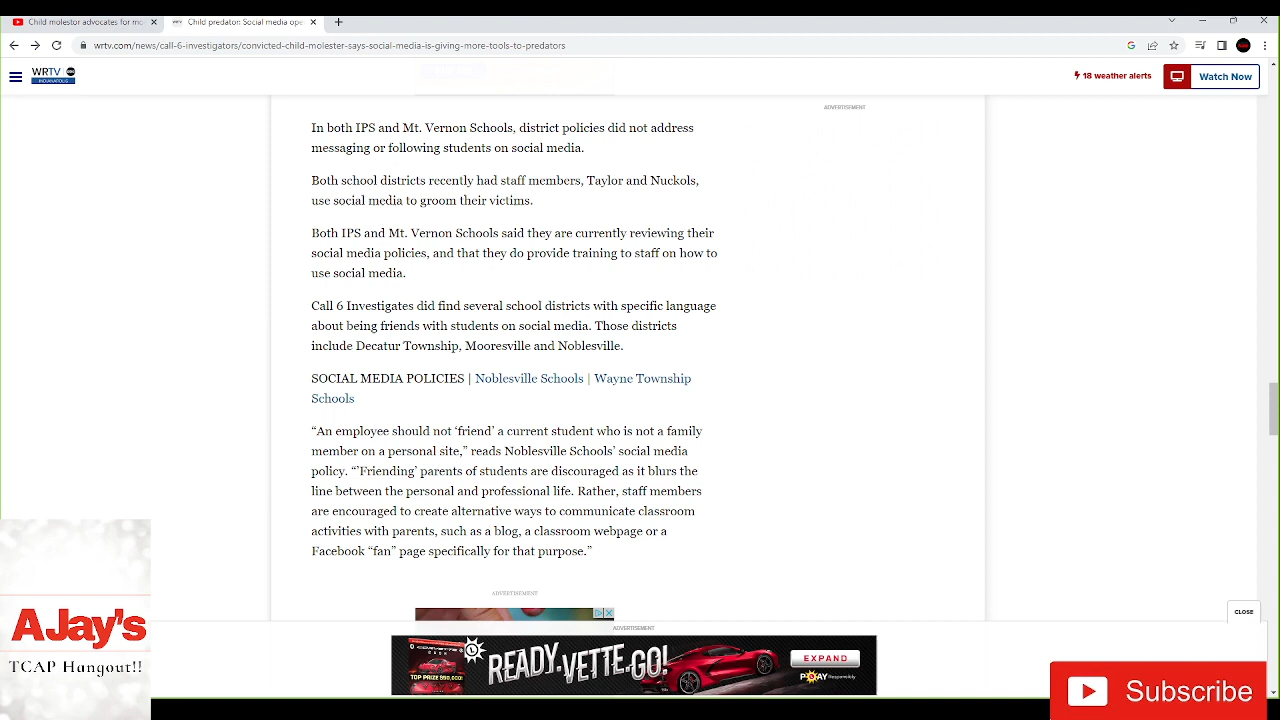 Child molester advocates for mo
Child predator: Social media ope
wrtv.com/news/call-6-investigators/convicted-child-molester-says-social-media-is-giving-more-tools-to-predators
WRTV
INDIANAPOLIS
18 weather alerts
Watch Now
ADVERTISEMENT
In both IPS and Mt. Vernon Schools, district policies did not address
messaging or following students on social media.
Both school districts recently had staff members, Taylor and Nuckols,
use social media to groom their victims.
Both IPS and Mt. Vernon Schools said they are currently reviewing their
social media policies, and that they do provide training to staff on how to
use social media.
Call 6 Investigates did find several school districts with specific language
about being friends with students on social media. Those districts
include Decatur Township, Mooresville and Noblesville.
SOCIAL MEDIA POLICIES | Noblesville Schools | Wayne Township
Schools
“An employee should not ‘friend’ a current student who is not a family
member on a personal site,” reads Noblesville Schools’ social media
policy. “’Friending’ parents of students are discouraged as it blurs the
line between the personal and professional life. Rather, staff members
are encouraged to create alternative ways to communicate classroom
activities with parents, such as a blog, a classroom webpage or a
Facebook “fan” page specifically for that purpose.”
ADVERTISEMENT
CLOSE
ADVERTISEMENT
TOP PRIZE $90,000!
READY.VETTE.GO!
EXPAND
PLAY Responsibly
AJay's
TCAP Hangout!!
Subscribe